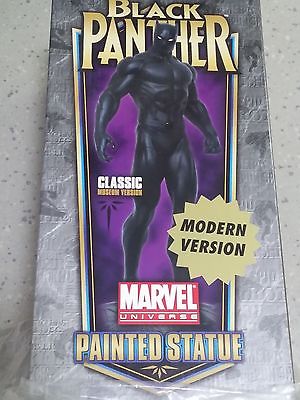 BLACK
PANTHER
CLASSIC
MUSEUM VERSION
MODERN
VERSION
MARVEL
UNIVERSE
PAINTED STATUE